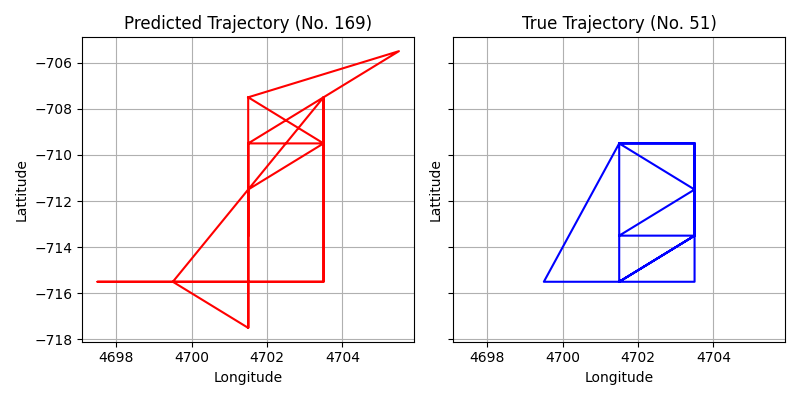 Predicted Trajectory (No. 169)
True Trajectory (No. 51)
Lattitude
−706
−708
−710
−712
−714
−716
−718
4698 4700 4702 4704
Longitude
Lattitude
4698 4700 4702 4704
Longitude